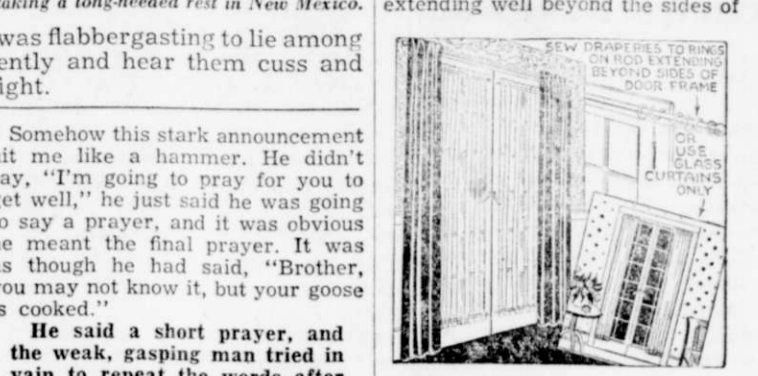 taking a long-needed rest in New Mexico.
was flabbergasting to lie among
ently and hear them cuss and
ight.
Somehow this stark announcement
it me like a hammer. He didn't
ay, "I'm going to pray for you to
et well," he just said he was going
o say a prayer, and it was obvious
e meant the final prayer. It was
s though he had said, "Brother,
ou may not know it, but your goose
s cooked."
He said a short prayer, and
the weak, gasping man tried in
vain to repeat the words after
extending well beyond the sides of
SEW DRAPERIES TO RINGS
ON ROD EXTENDING
BEYOND SIDES OF
DOOR FRAME
OR
USE
GLASS
CURTAINS
ONLY